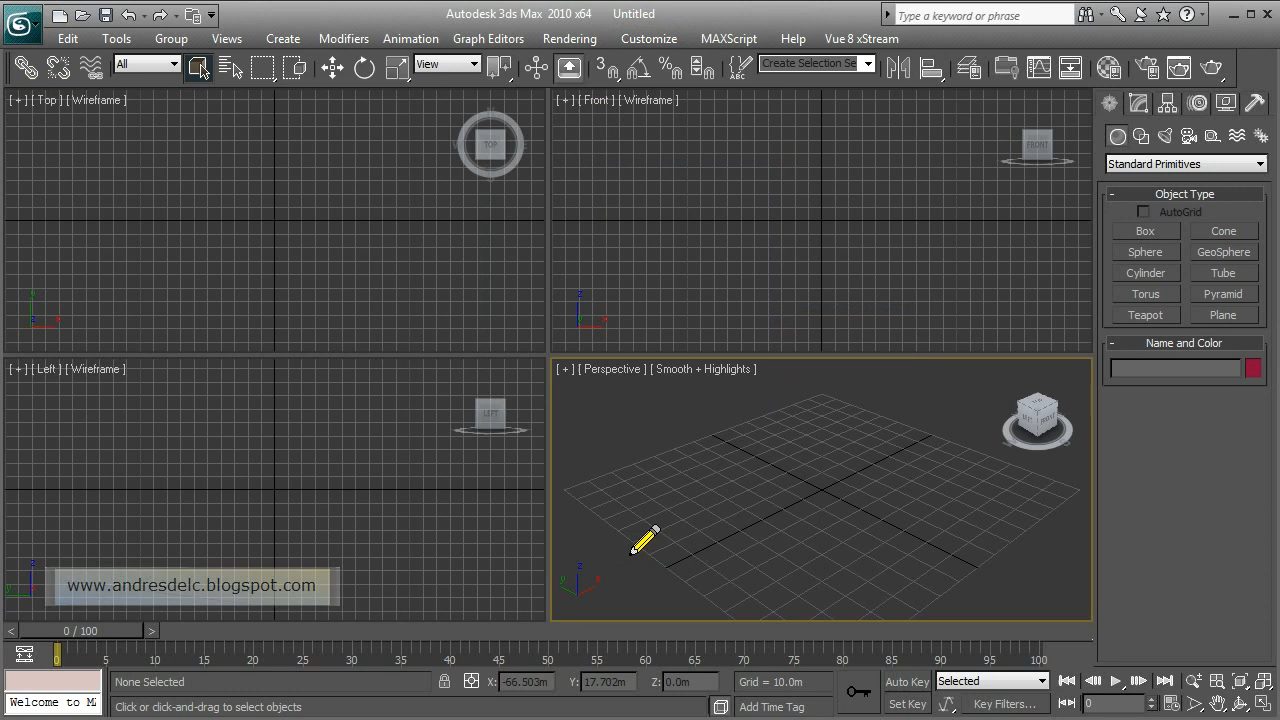 Autodesk 3ds Max 2010 x64 Untitled
Type a keyword or phrase
Edit Tools Group Views Create Modifiers Animation Graph Editors Rendering Customize MAXScript Help Vue 8 xStream
All
View
3
Create Selection Se
[ + ] [ Top ] [ Wireframe ]
TOP
[ + ] [ Front ] [ Wireframe ]
FRONT
Standard Primitives
- Object Type
AutoGrid
Box Cone
Sphere GeoSphere
Cylinder Tube
Torus Pyramid
Teapot Plane
- Name and Color
[ + ] [ Left ] [ Wireframe ]
LEFT
[ + ] [ Perspective ] [ Smooth + Highlights ]
www.andresdelc.blogspot.com
< 0 / 100 >
0 5 10 15 20 25 30 35 40 45 50 55 60 65 70 75 80 85 90 95 100
None Selected X: -66.503m Y: 17.702m Z: 0.0m Grid = 10.0m Auto Key Selected
Welcome to MA Click or click-and-drag to select objects Add Time Tag Set Key Key Filters... 0